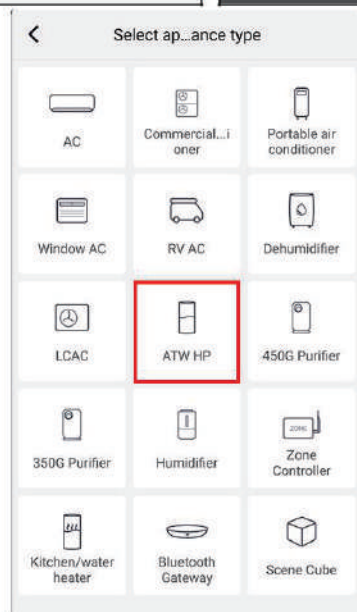 Select ap...ance type
AC
Commercial...i
oner
Portable air
conditioner
Window AC
RV AC
Dehumidifier
LCAC
ATW HP
450G Purifier
350G Purifier
Humidifier
ZONE
Zone
Controller
Kitchen/water
heater
Bluetooth
Gateway
Scene Cube